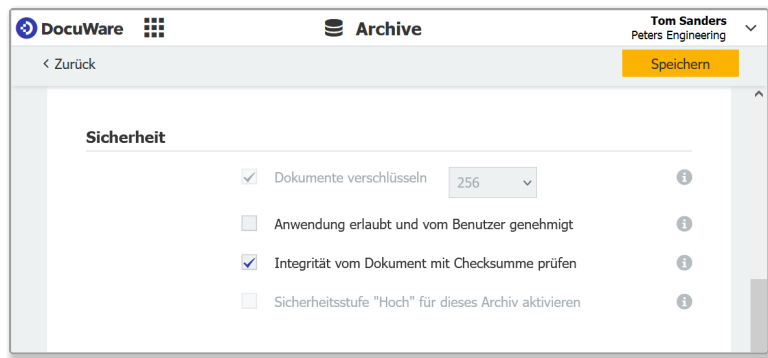 DocuWare
Archive
Tom Sanders
Peters Engineering
< Zurück
Speichern
Sicherheit
Dokumente verschlüsseln 256
Anwendung erlaubt und vom Benutzer genehmigt
Integrität vom Dokument mit Checksumme prüfen
Sicherheitsstufe "Hoch" für dieses Archiv aktivieren